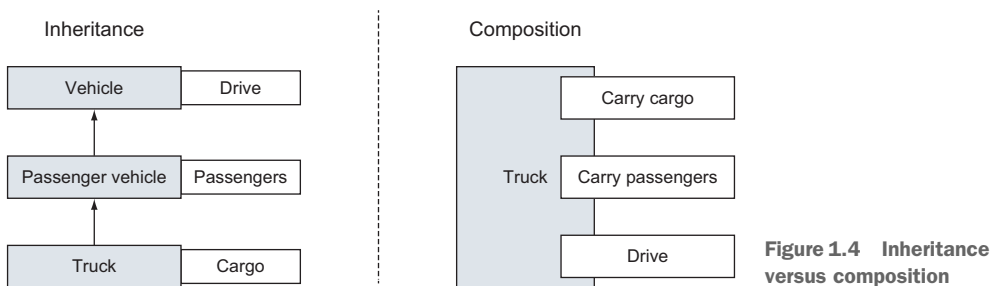 Inheritance
Vehicle
Drive
Passenger vehicle
Passengers
Truck
Cargo
Composition
Carry cargo
Truck
Carry passengers
Drive
Figure 1.4 Inheritance
versus composition